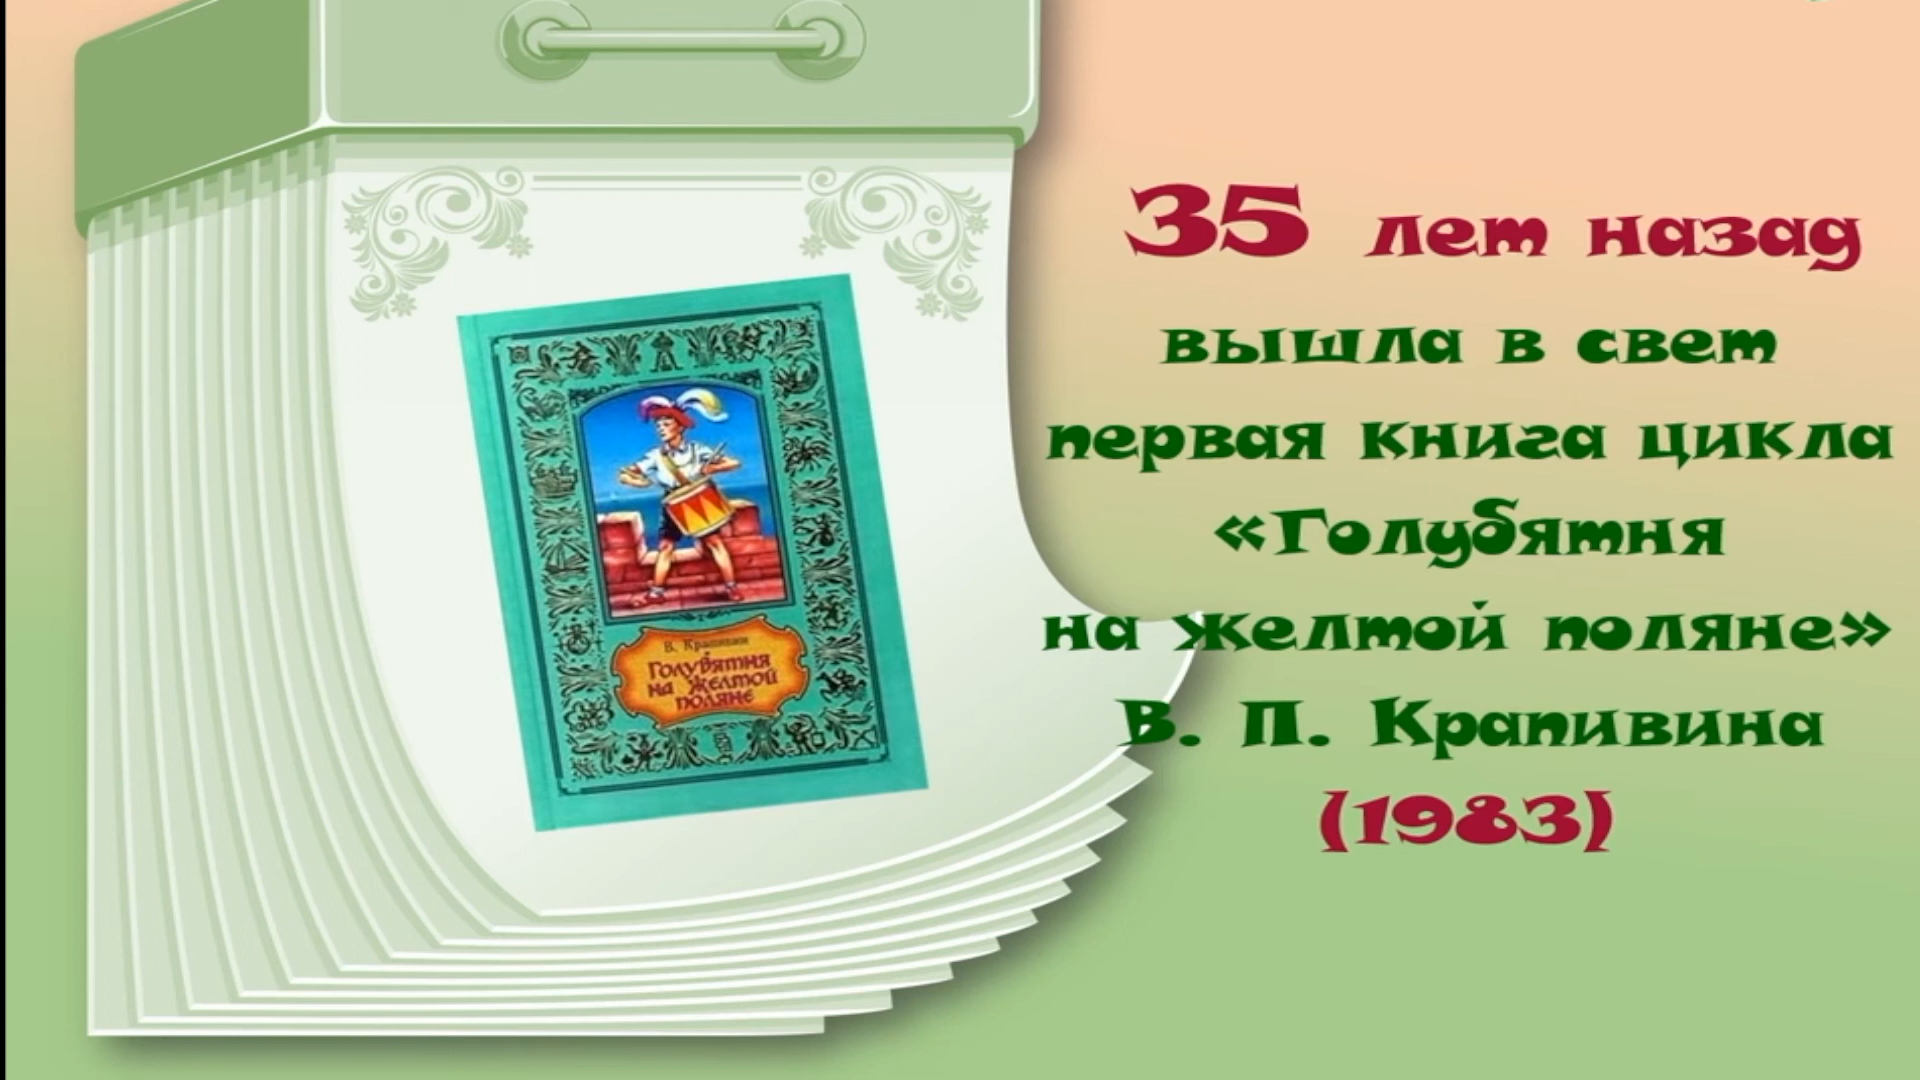 35 лет назад
вышла в свет
первая книга цикла
«Голубятня
на желтой поляне»
В. П. Крапивина
(1983)
В. Крапивин
Голубятня
на желтой
поляне